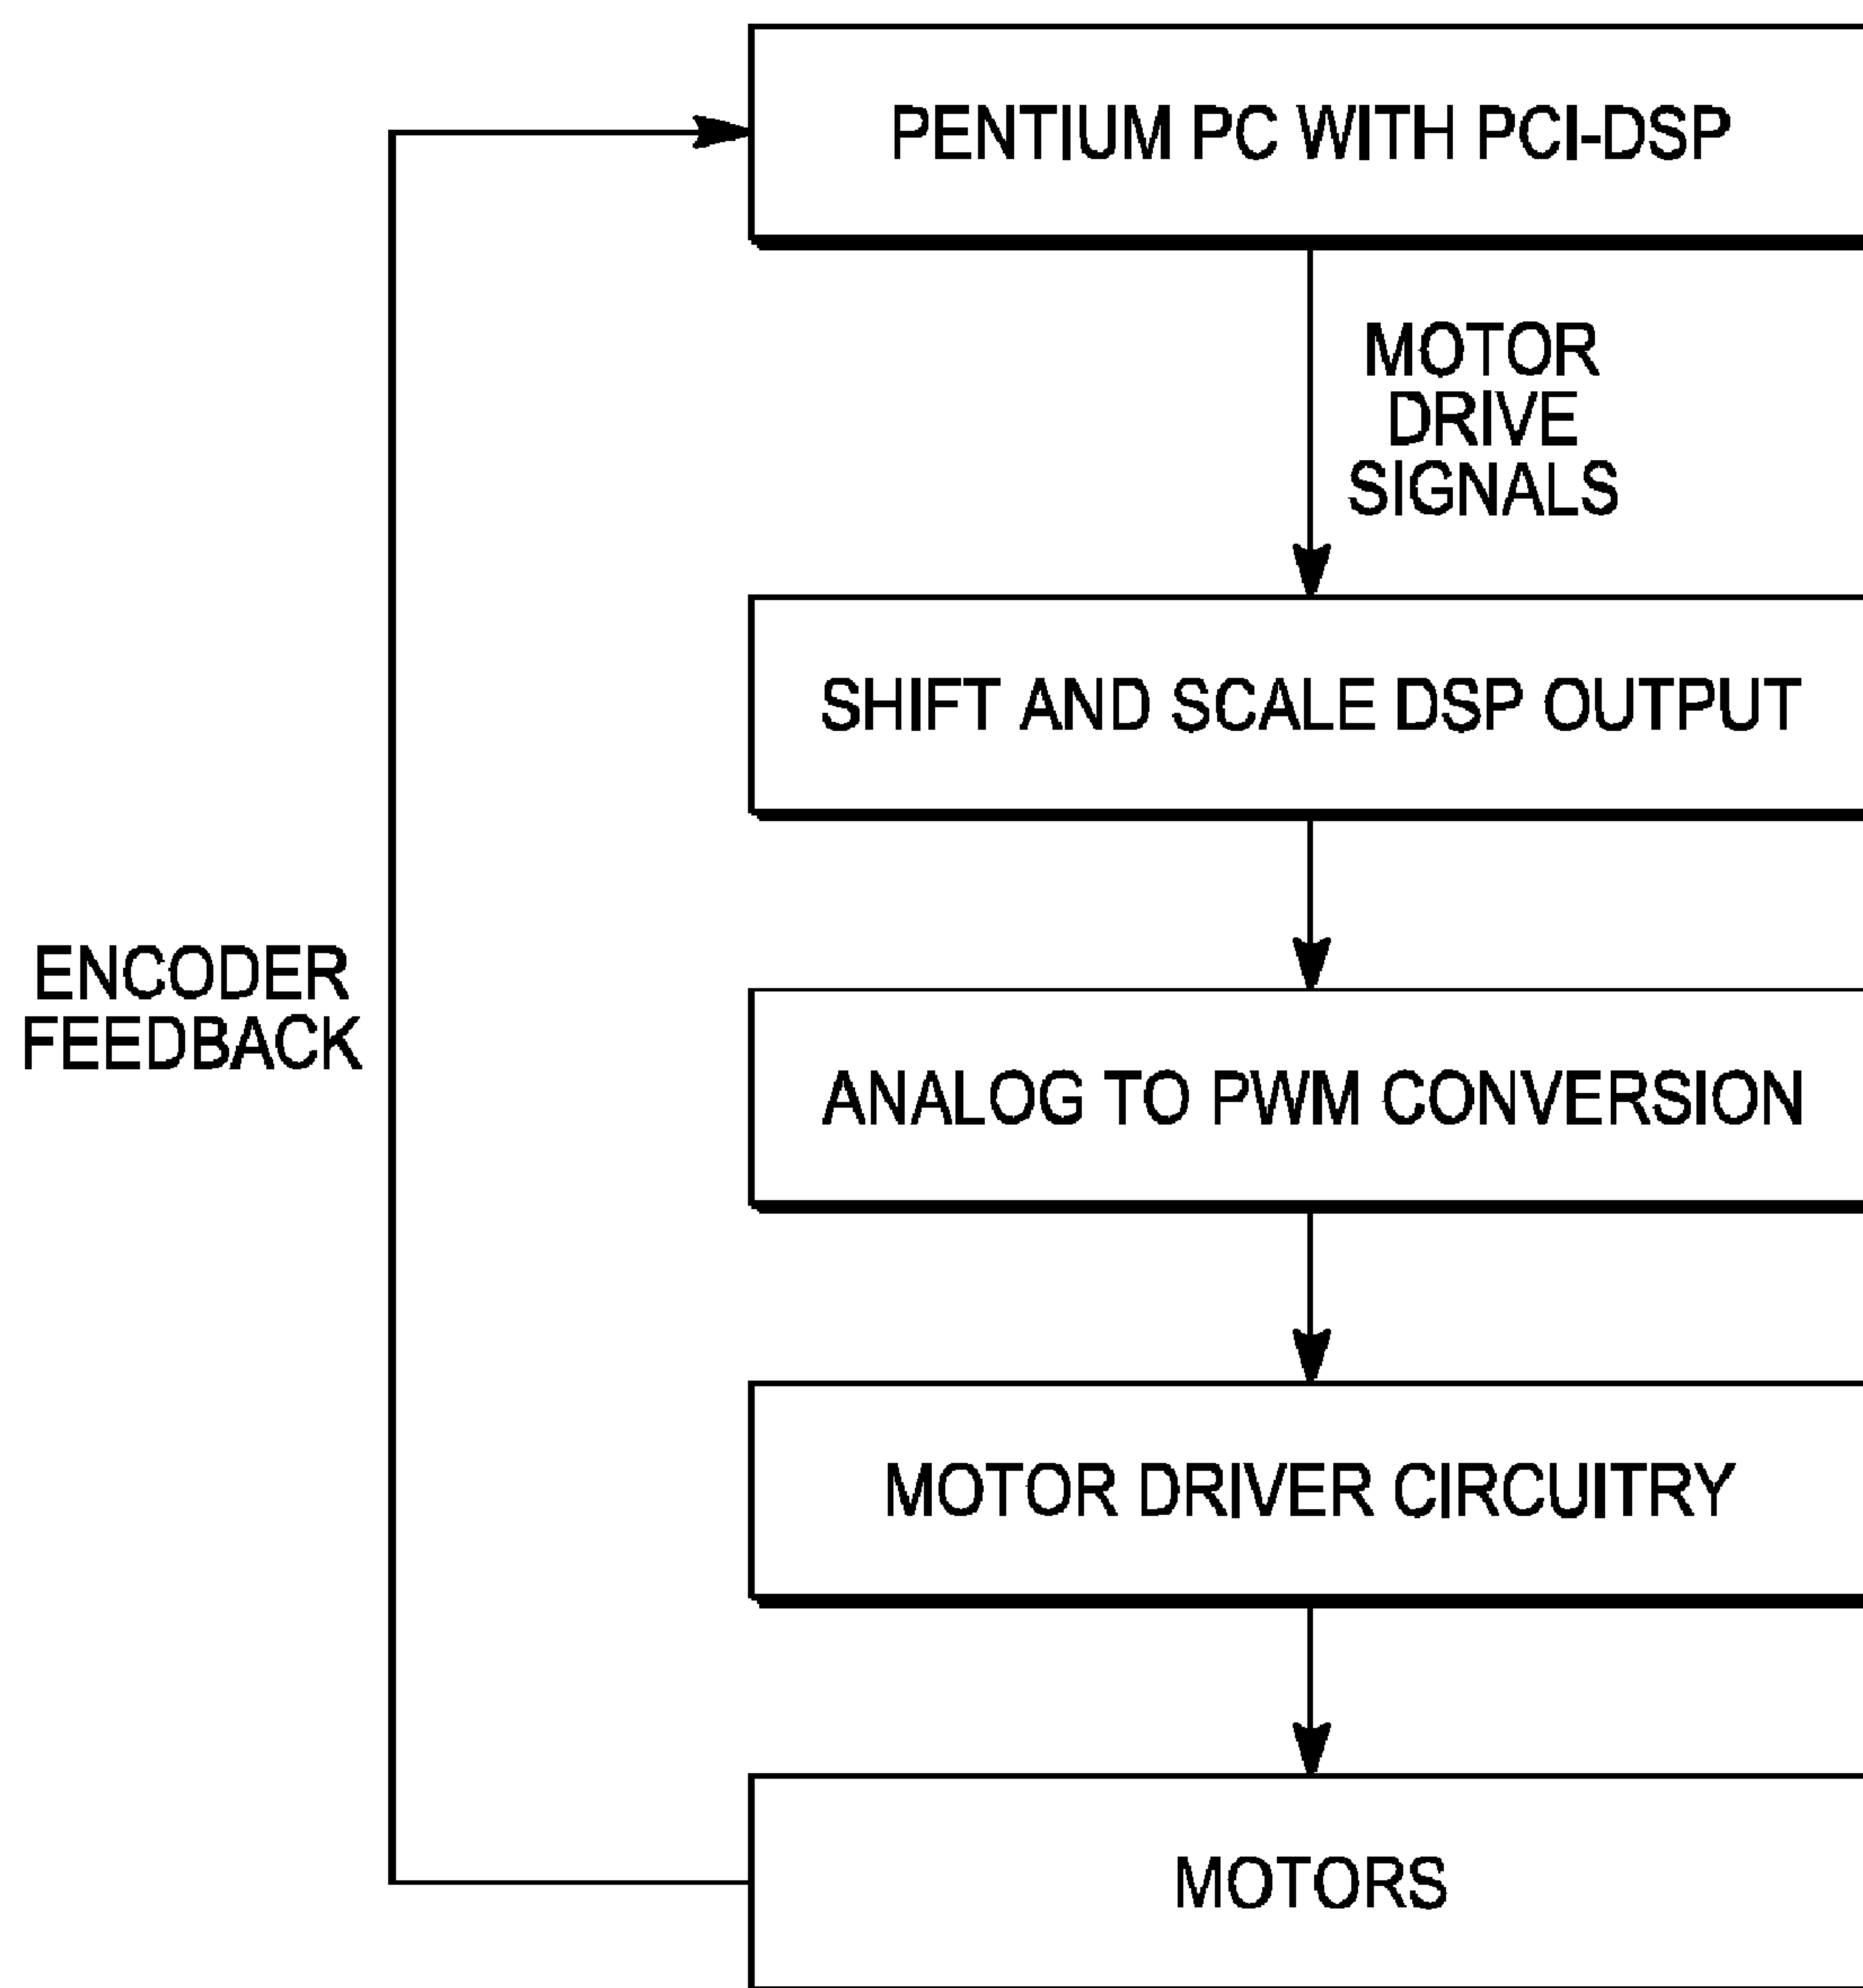 PENTIUM PC WITH PCI-DSP
MOTOR
DRIVE
SIGNALS
SHIFT AND SCALE DSP OUTPUT
ENCODER
FEEDBACK
ANALOG TO PWM CONVERSION
MOTOR DRIVER CIRCUITRY
MOTORS